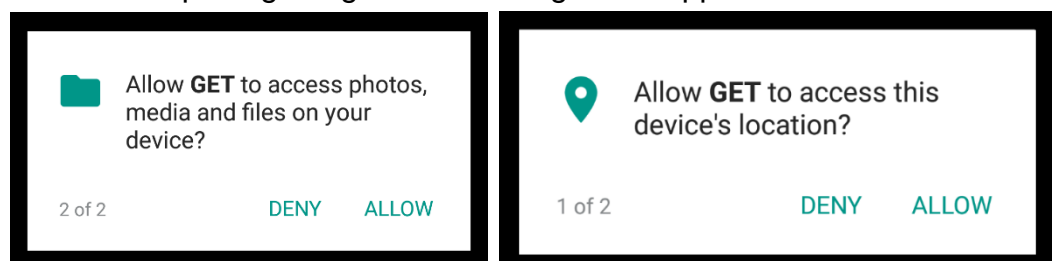 Allow GET to access photos,
media and files on your
device?
2 of 2
DENY
ALLOW
Allow GET to access this
device's location?
1 of 2
DENY
ALLOW